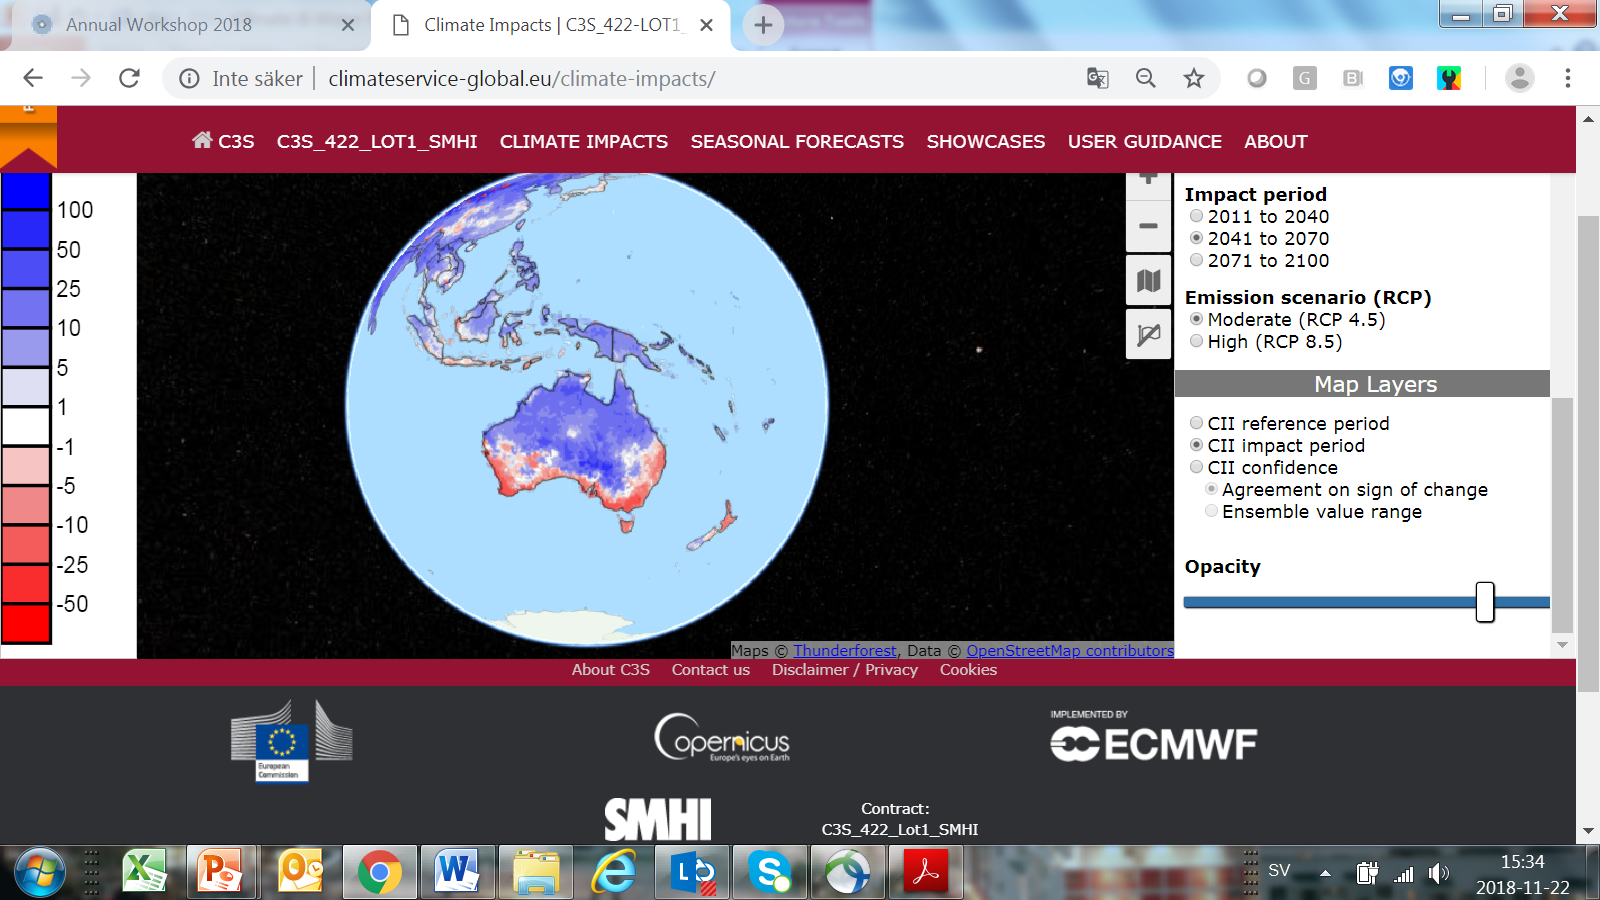 Annual Workshop 2018
Climate Impacts | C3S_422-LOT1_
Inte säker | climateservice-global.eu/climate-impacts/
C3S C3S_422_LOT1_SMHI CLIMATE IMPACTS SEASONAL FORECASTS SHOWCASES USER GUIDANCE ABOUT
100
50
25
10
5
1
-1
-5
-10
-25
-50
Impact period
2011 to 2040
2041 to 2070
2071 to 2100
Emission scenario (RCP)
Moderate (RCP 4.5)
High (RCP 8.5)
Map Layers
CII reference period
CII impact period
CII confidence
Agreement on sign of change
Ensemble value range
Opacity
Maps © Thunderforest, Data © OpenStreetMap contributors
About C3S Contact us Disclaimer / Privacy Cookies
European
Commission
Copernicus
Europe's eyes on Earth
IMPLEMENTED BY
ECMWF
SMHI
Contract:
C3S_422_Lot1_SMHI
SV
15:34
2018-11-22